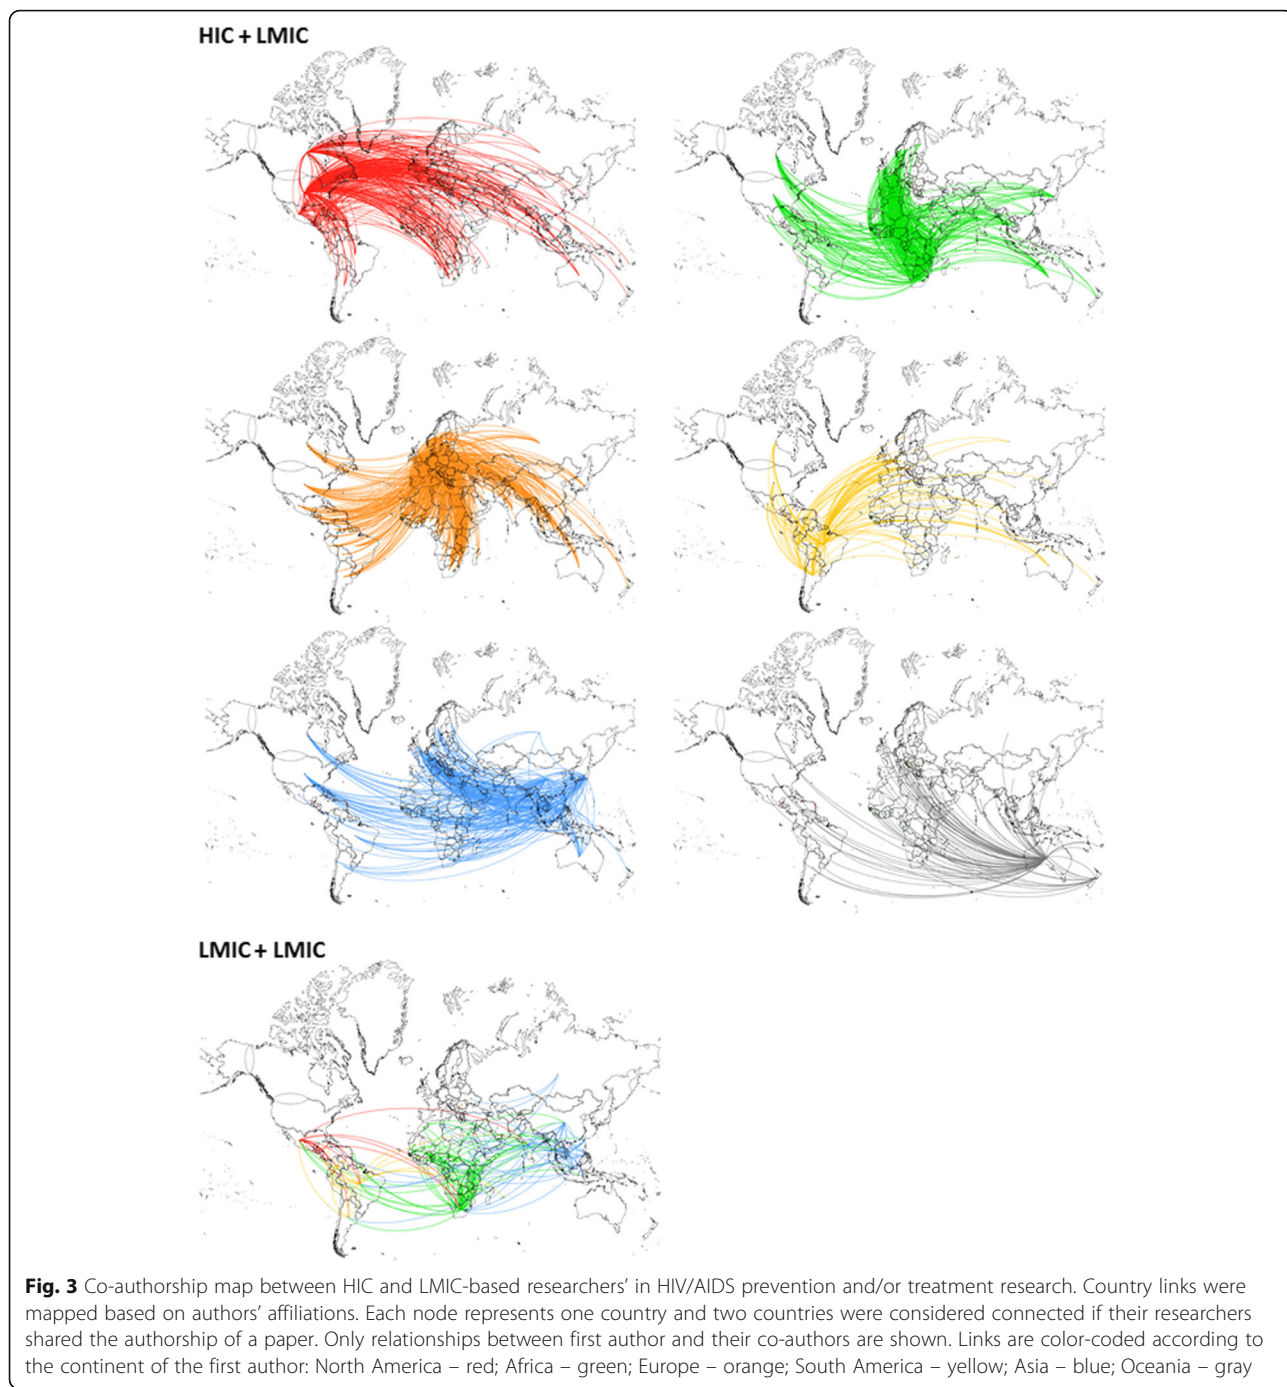 HIC + LMIC
LMIC + LMIC
Fig. 3 Co-authorship map between HIC and LMIC-based researchers’ in HIV/AIDS prevention and/or treatment research. Country links were
mapped based on authors’ affiliations. Each node represents one country and two countries were considered connected if their researchers
shared the authorship of a paper. Only relationships between first author and their co-authors are shown. Links are color-coded according to
the continent of the first author: North America – red; Africa – green; Europe – orange; South America – yellow; Asia – blue; Oceania – gray